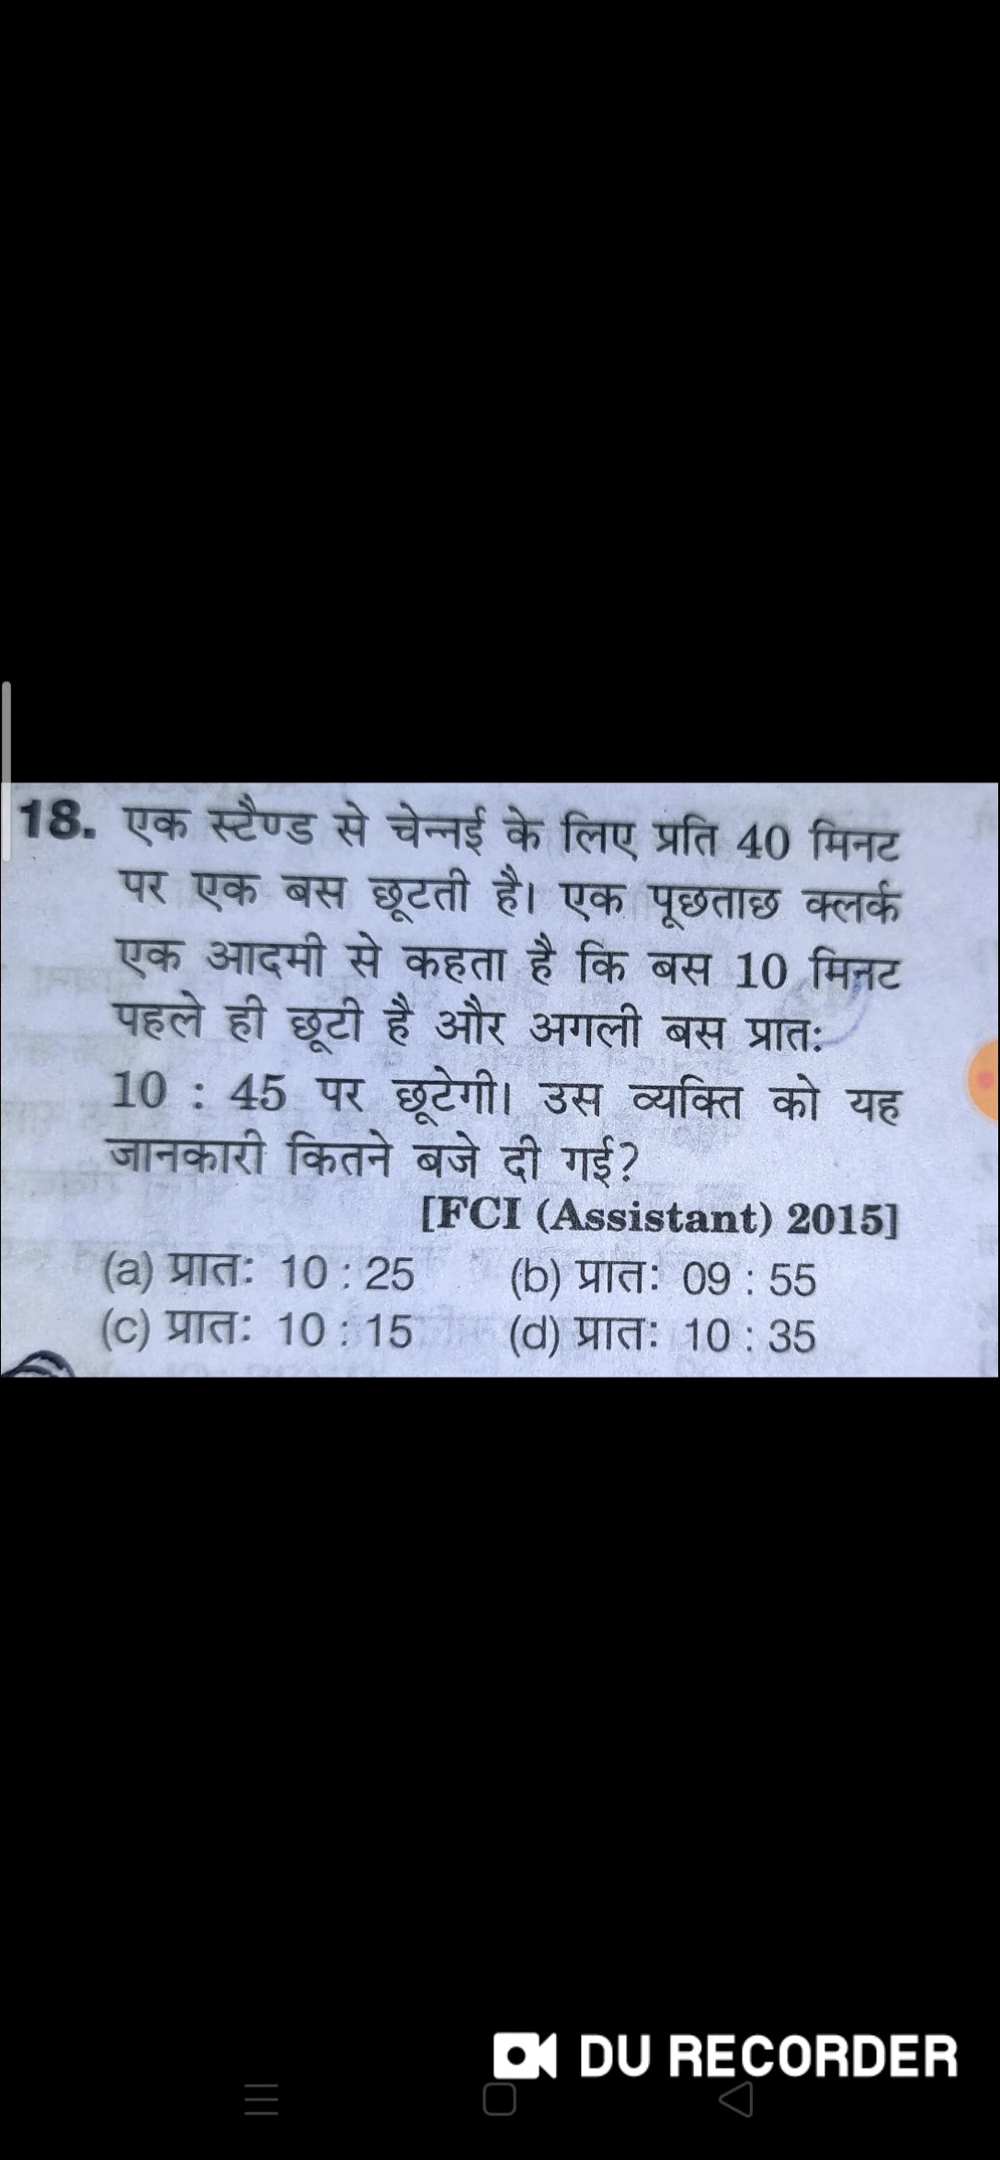 18. एक स्टैण्ड से चेन्नई के लिए प्रति 40 मिनट
पर एक बस छूटती है। एक पूछताछ क्लर्क
एक आदमी से कहता है कि बस 10 मिनट
पहले ही छूटी है और अगली बस प्रातः
10 : 45 पर छूटेगी। उस व्यक्ति को यह
जानकारी कितने बजे दी गई?
[FCI (Assistant) 2015]
(a) प्रातः 10 : 25 (b) प्रातः 09 : 55
(c) प्रातः 10 : 15 (d) प्रातः 10 : 35
DU RECORDER